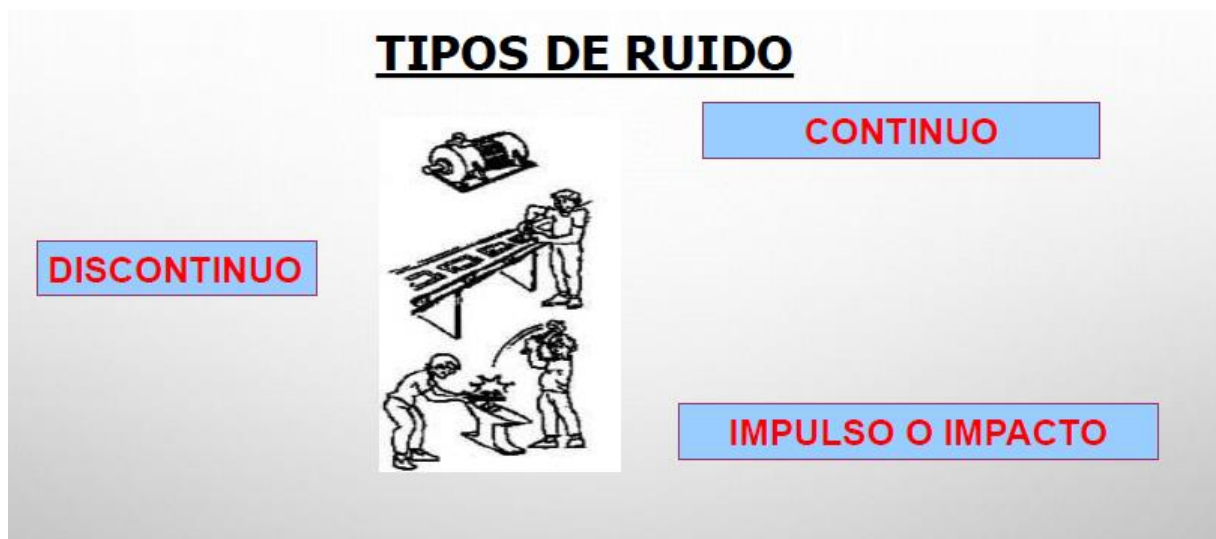 TIPOS DE RUIDO
CONTINUO
DISCONTINUO
IMPULSO O IMPACTO